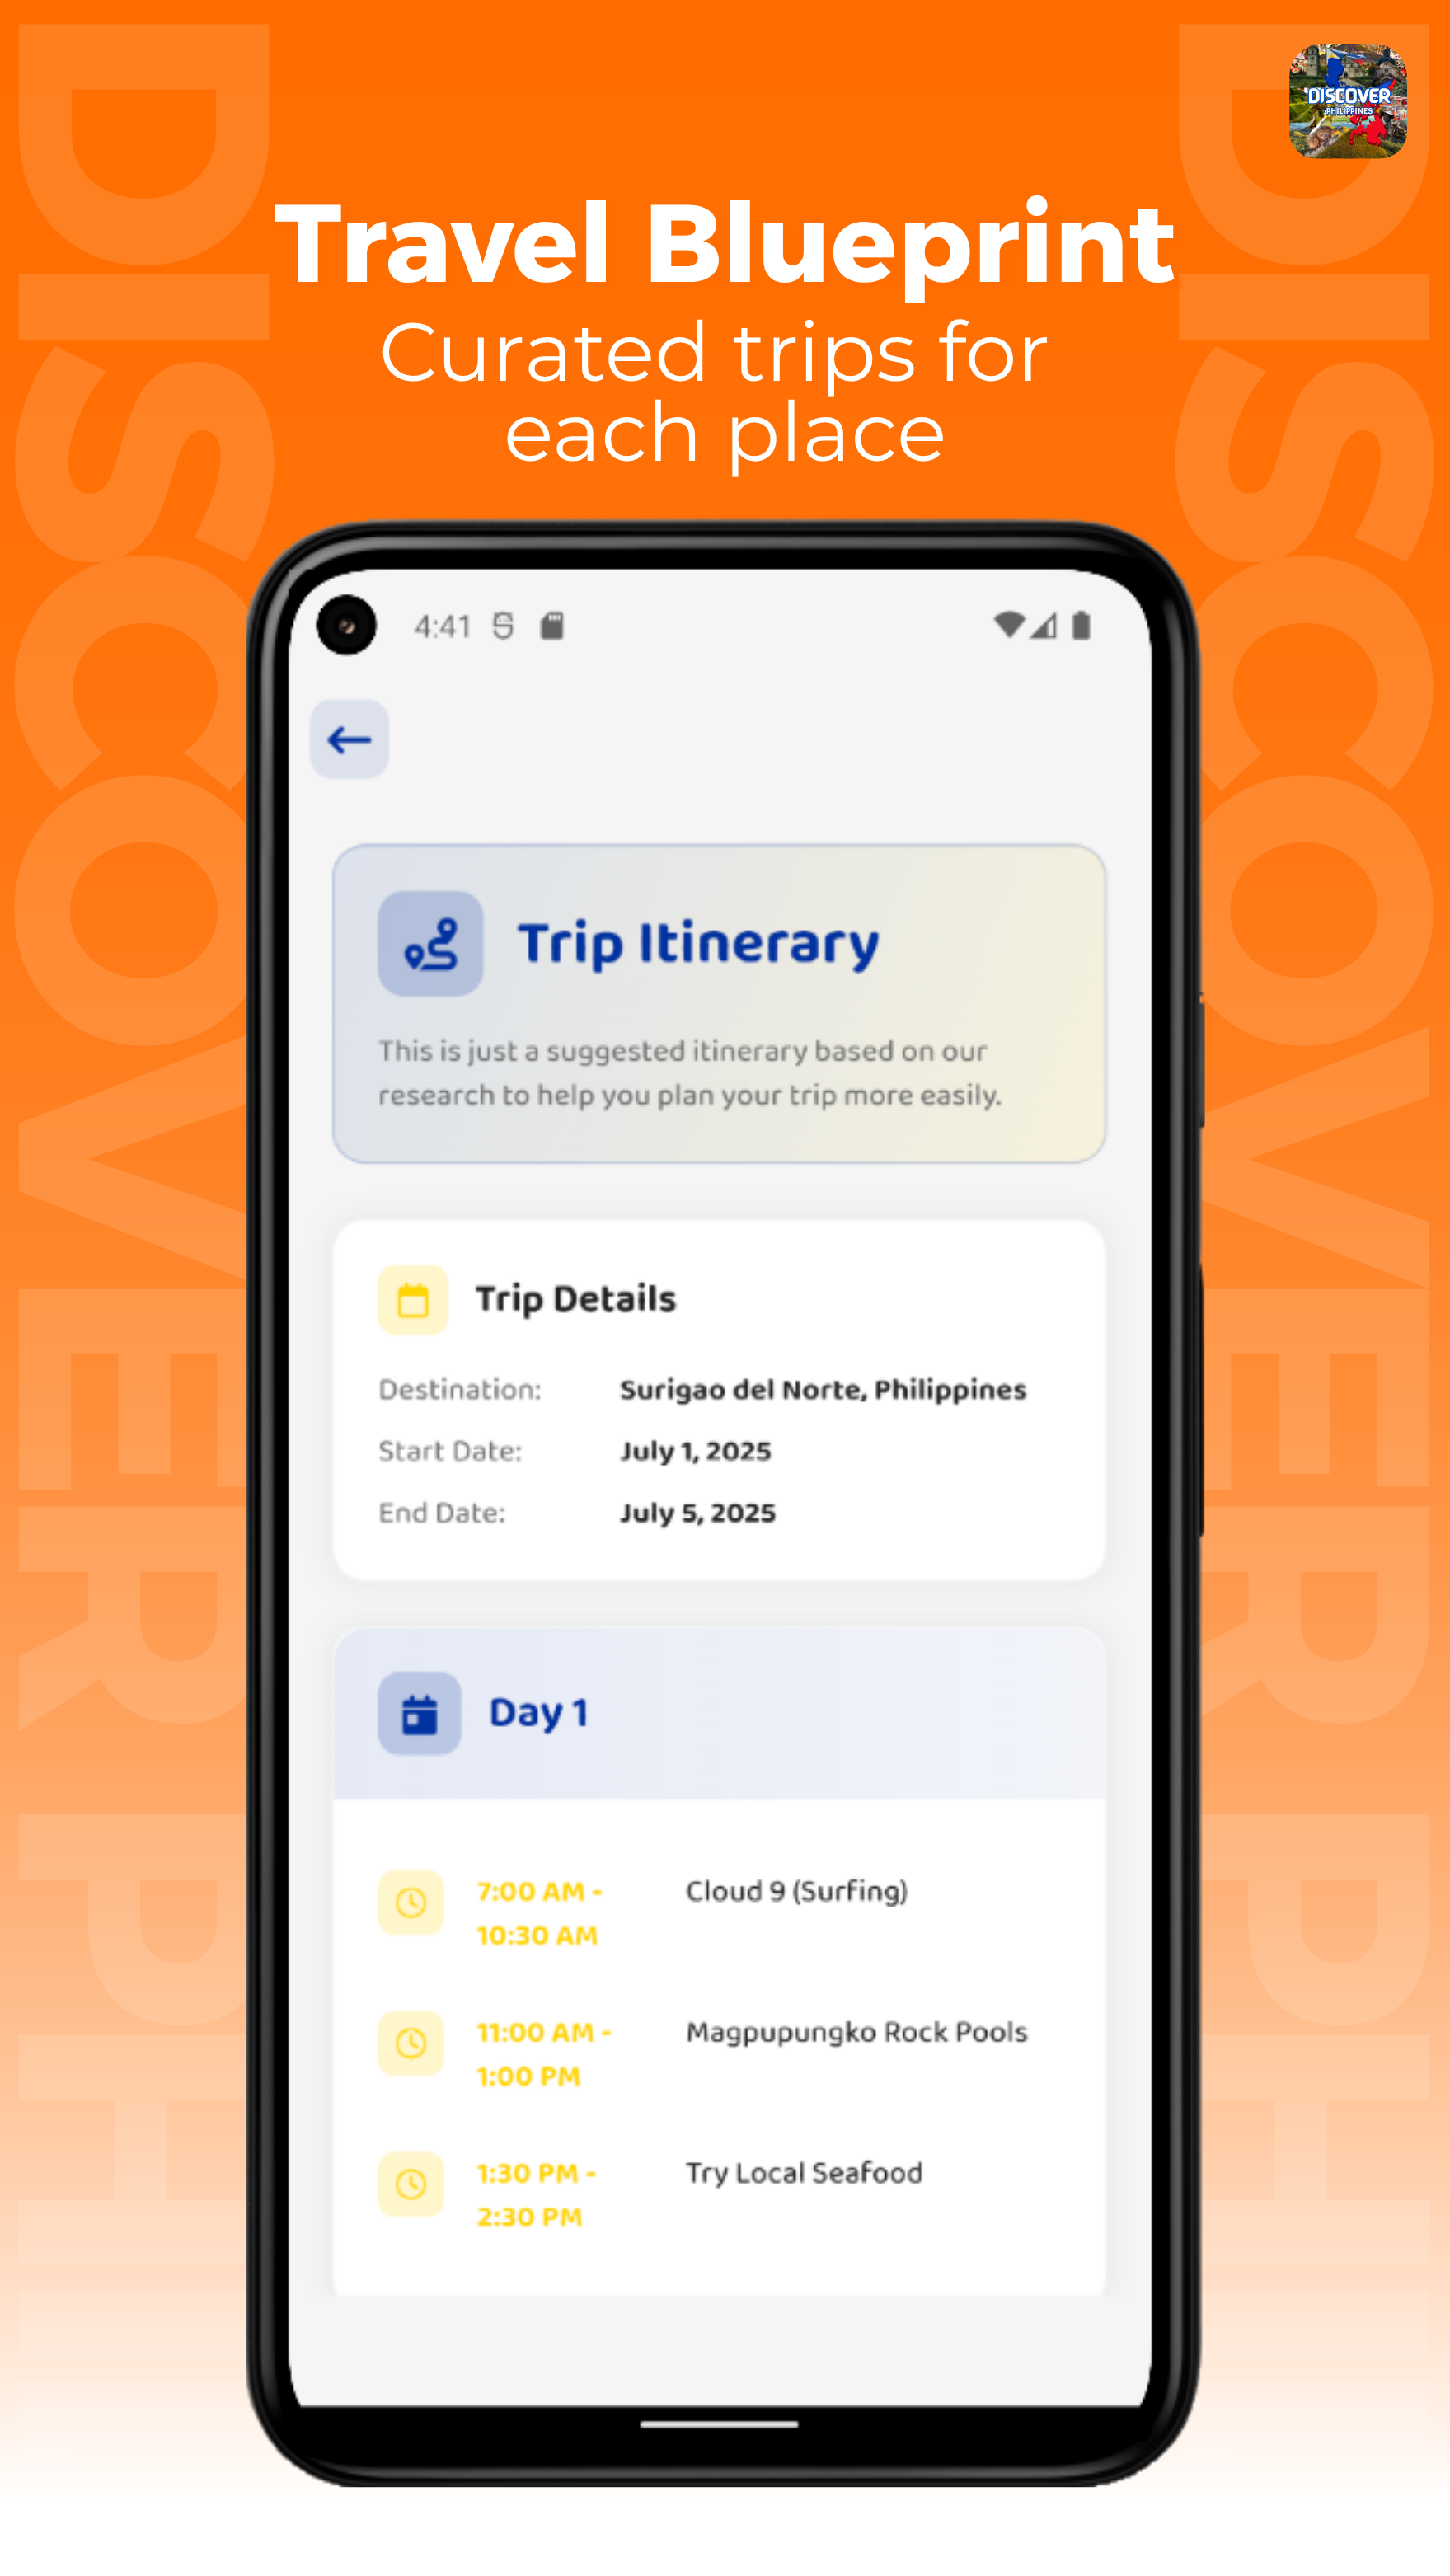 DISCOVER PHI
DISCOVER PHI
'DISCOVER
PHILIPPINES
Travel Blueprint
Curated trips for
each place
4:41
Trip Itinerary
This is just a suggested itinerary based on our
research to help you plan your trip more easily.
Trip Details
Destination: Surigao del Norte, Philippines
Start Date: July 1, 2025
End Date: July 5, 2025
Day 1
7:00 AM - Cloud 9 (Surfing)
10:30 AM
11:00 AM - Magpupungko Rock Pools
1:00 PM
1:30 PM - Try Local Seafood
2:30 PM